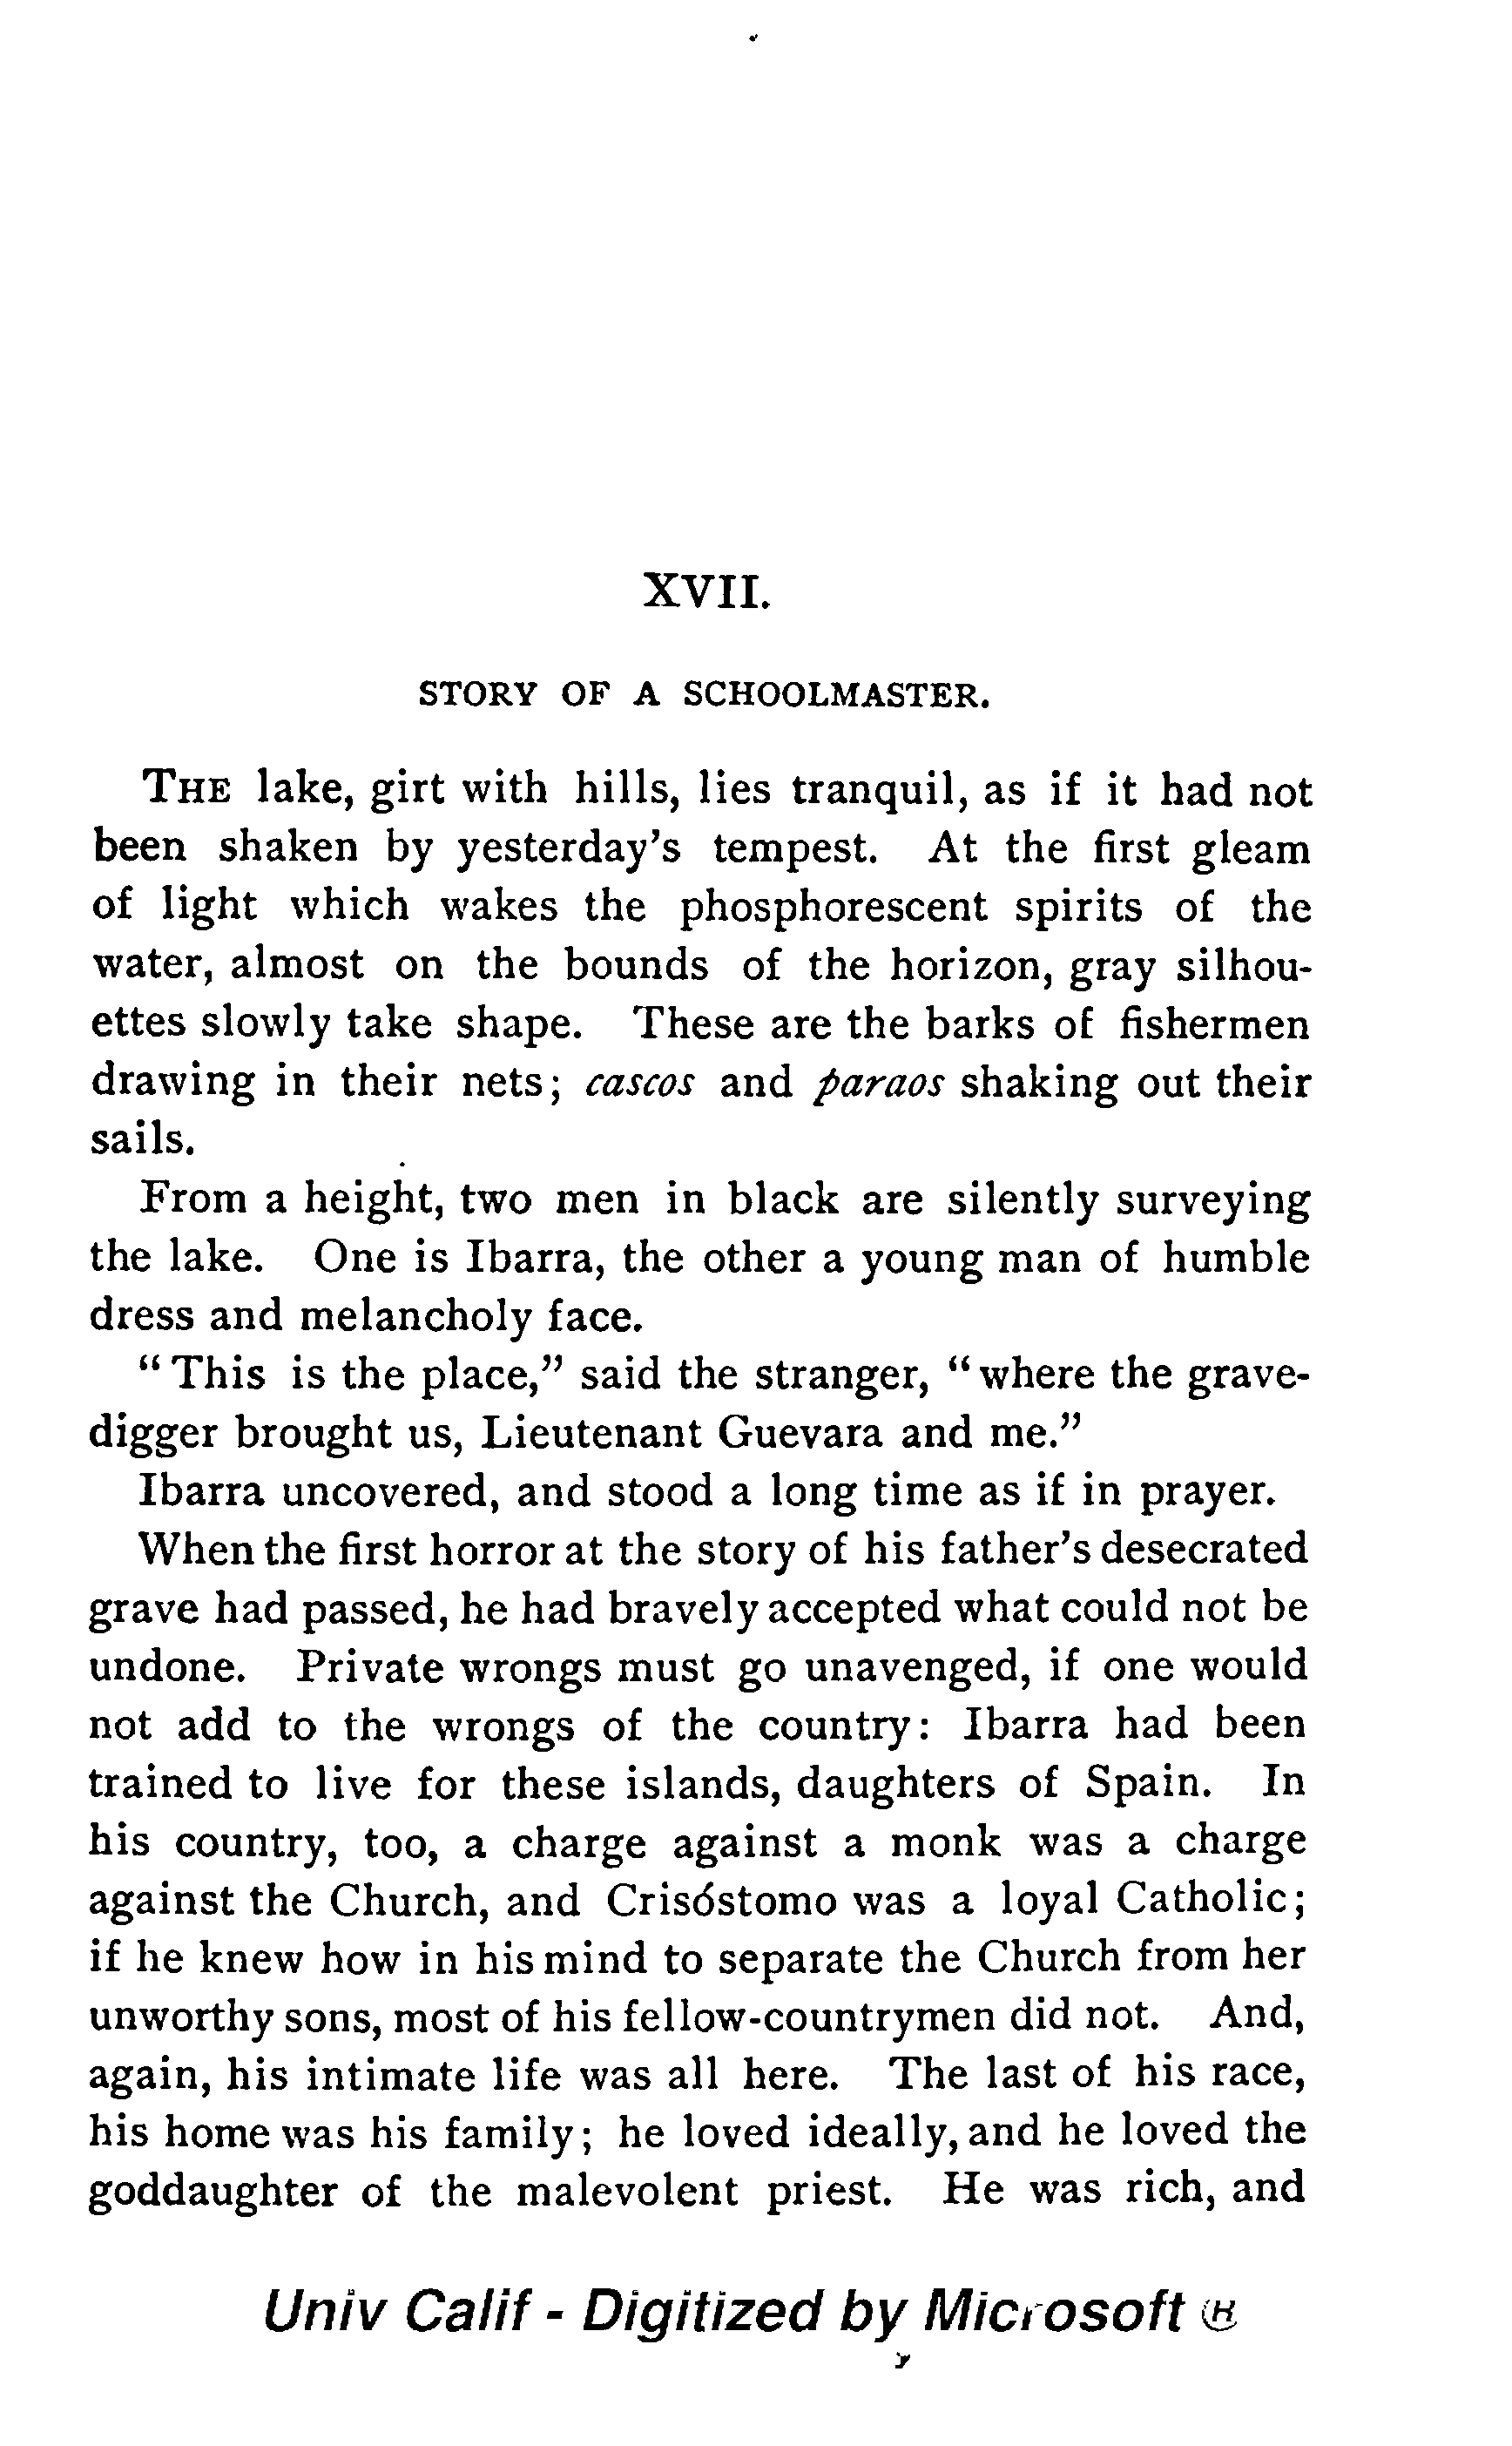 XVII.
STORY OF A SCHOOLMASTER.
THE lake, girt with hills, lies tranquil, as if it had not
been shaken by yesterday's tempest. At the first gleam
of light which wakes the phosphorescent spirits of the
water, almost on the bounds of the horizon, gray silhou-
ettes slowly take shape. These are the barks of fishermen
drawing in their nets; cascos and paraos shaking out their
sails.
From a height, two men in black are silently surveying
the lake. One is Ibarra, the other a young man of humble
dress and melancholy face.
"This is the place," said the stranger, "where the grave-
digger brought us, Lieutenant Guevara and me."
Ibarra uncovered, and stood a long time as if in prayer.
When the first horror at the story of his father's desecrated
grave had passed, he had bravely accepted what could not be
undone. Private wrongs must go unavenged, if one would
not add to the wrongs of the country: Ibarra had been
trained to live for these islands, daughters of Spain. In
his country, too, a charge against a monk was a charge
against the Church, and Crisóstomo was a loyal Catholic;
if he knew how in his mind to separate the Church from her
unworthy sons, most of his fellow-countrymen did not. And,
again, his intimate life was all here. The last of his race,
his home was his family; he loved ideally, and he loved the
goddaughter of the malevolent priest. He was rich, and
Univ Calif - Digitized by Microsoft ®